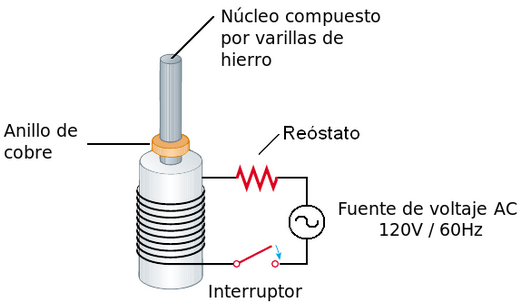 Núcleo compuesto
por varillas de
hierro
Anillo de
cobre
Reóstato
Fuente de voltaje AC
120V / 60Hz
Interruptor